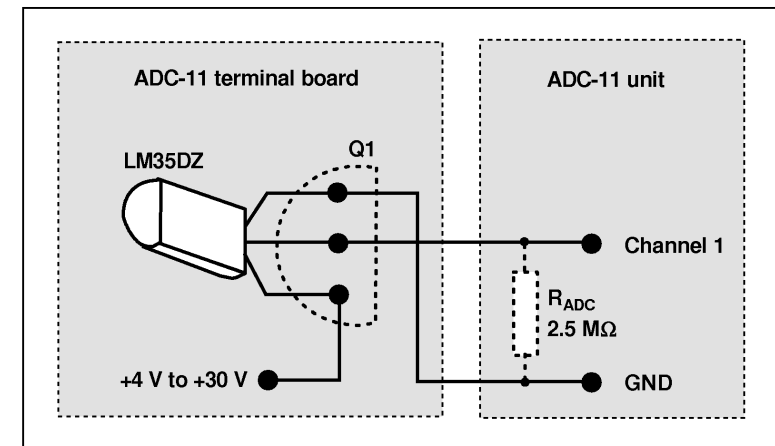 ADC-11 terminal board
ADC-11 unit
LM35DZ
Q1
Channel 1
RADC
2.5 MΩ
+4 V to +30 V
GND